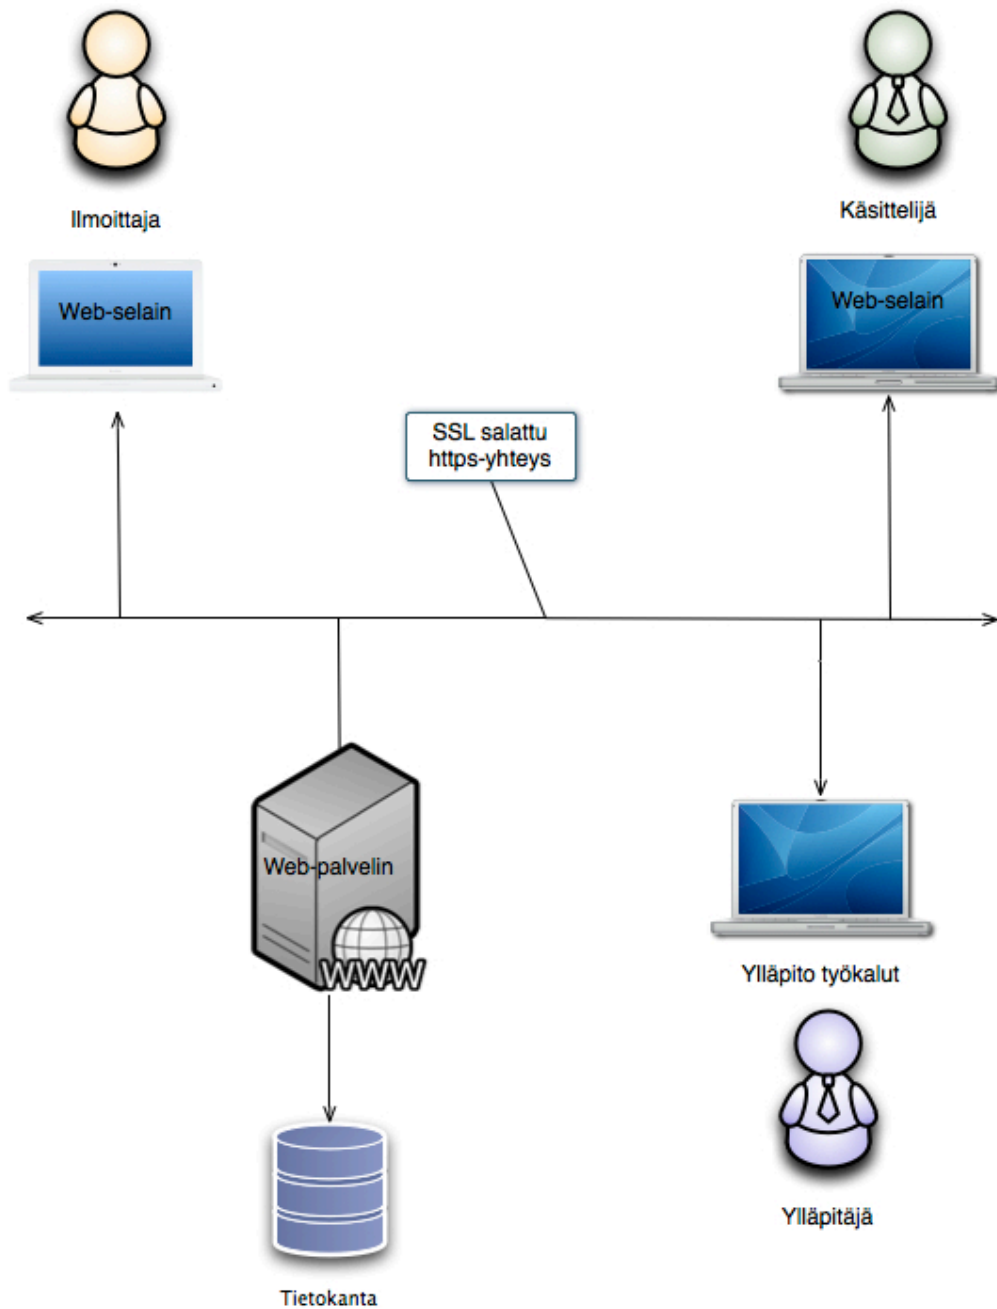 Ilmoittaja
Käsittelijä
Web-selain
Web-selain
SSL salattu
https-yhteys
Web-palvelin
WWW
Ylläpito työkalut
Ylläpitäjä
Tietokanta